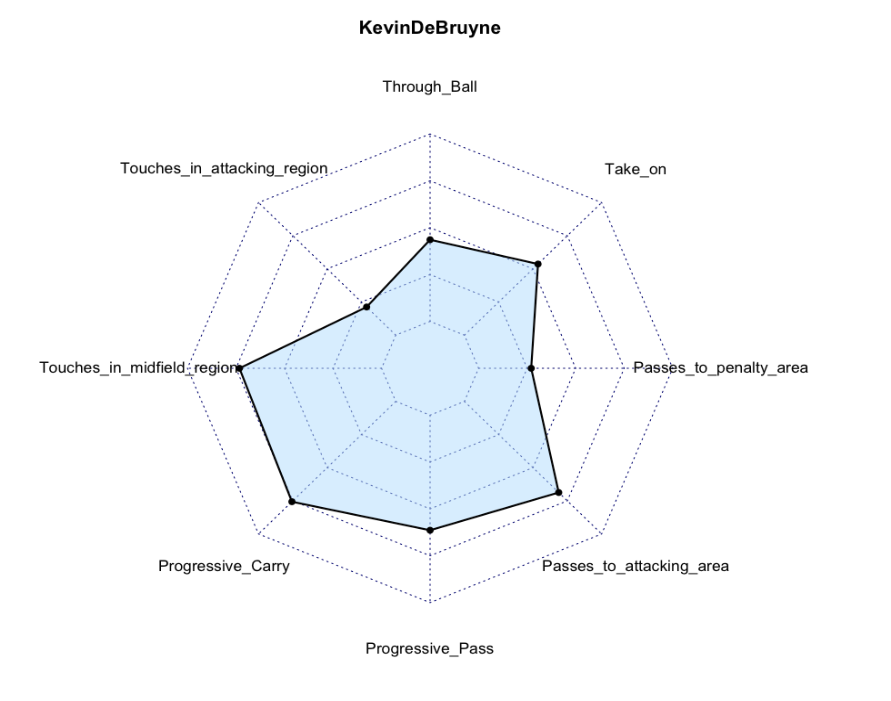 KevinDeBruyne
Through_Ball
Touches_in_attacking_region
Take_on
Touches_in_midfield_region
Passes_to_penalty_area
Progressive_Carry
Passes_to_attacking_area
Progressive_Pass